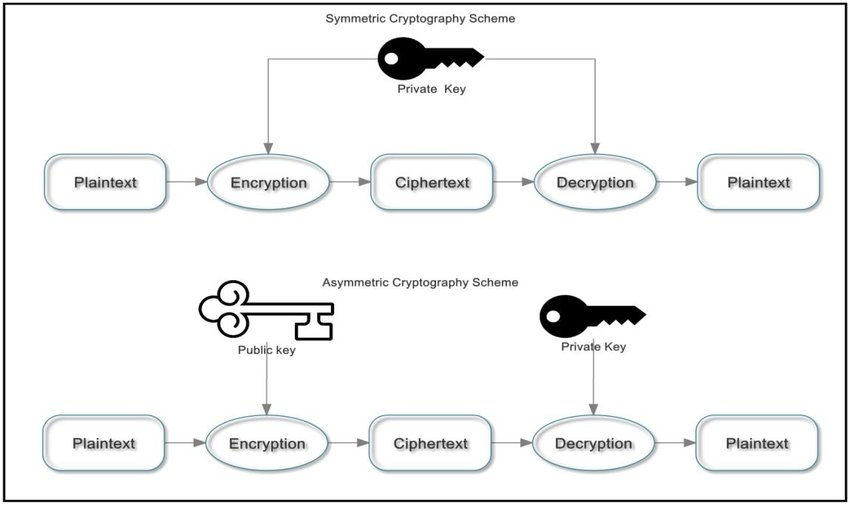 Symmetric Cryptography Scheme
Private Key
Plaintext Encryption Ciphertext Decryption Plaintext
Asymmetric Cryptography Scheme
Public key Private Key
Plaintext Encryption Ciphertext Decryption Plaintext